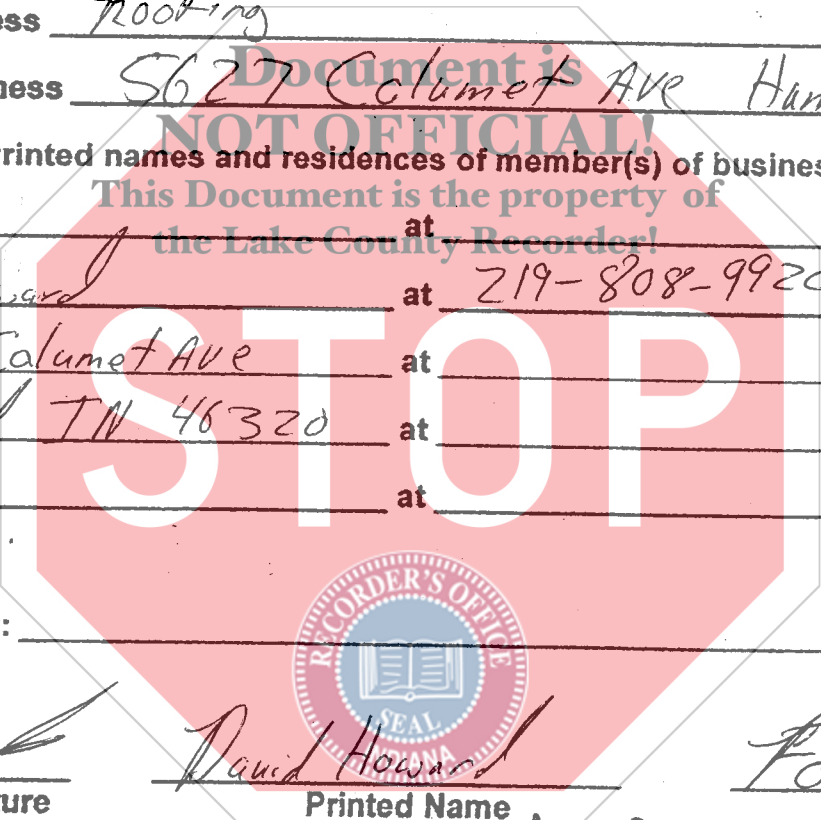 ess Roofing
Document is
ness 5627 Calumet Ave Ham
NOT OFFICIAL!
rinted names and residences of member(s) of busines
This Document is the property of
at
the Lake County Recorder!
ward at 219-808-992
Calumet Ave at
IN 46320 at
at
STOP
:
RECORDER'S OFFICE
SEAL
INDIANA
David Howard
ture Printed Name